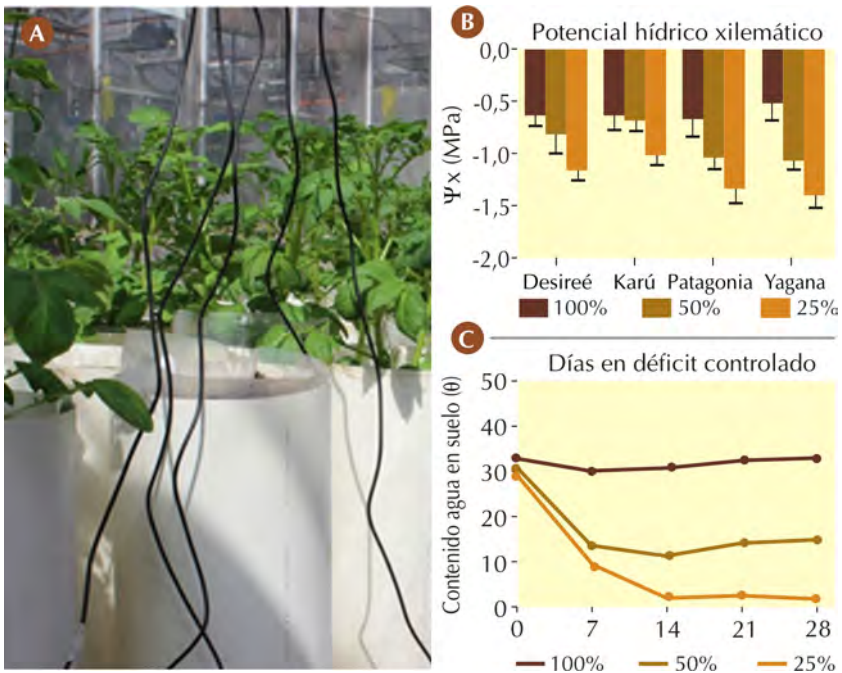 A
B
Potencial hídrico xilemático
0,0
-0,5
-1,0
-1,5
-2,0
Ψx (MPa)
Desireé Karú Patagonia Yagana
100% 50% 25%
C
Días en déficit controlado
50
40
30
20
10
0
Contenido agua en suelo (θ)
0 7 14 21 28
100% 50% 25%